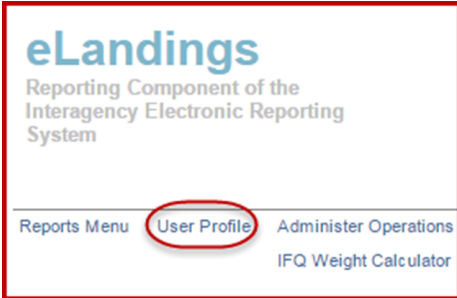 eLandings
Reporting Component of the
Interagency Electronic Reporting
System
Reports Menu User Profile Administer Operations
IFQ Weight Calculator